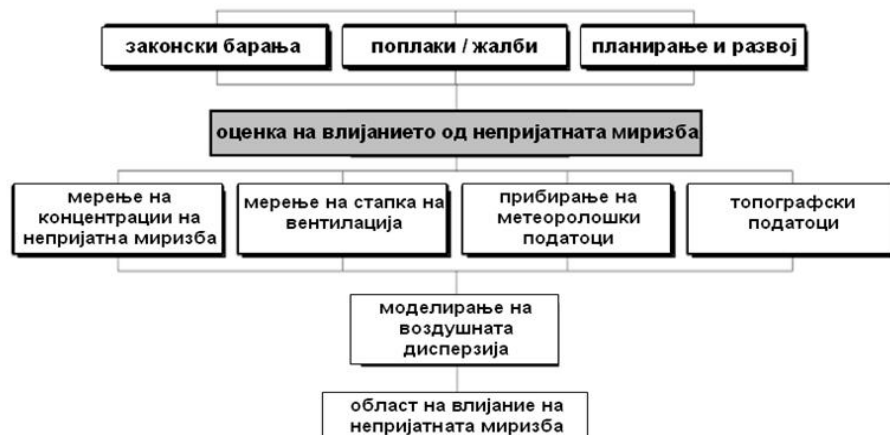 законски барања
поплаки / жалби
планирање и развој
оценка на влијанието од непријатната миризба
мерење на
концентрации на
непријатна миризба
мерење на стапка на
вентилација
прибирање на
метеоролошки
податоци
топографски
податоци
моделирање на
воздушната
дисперзија
област на влијание на
непријатната миризба